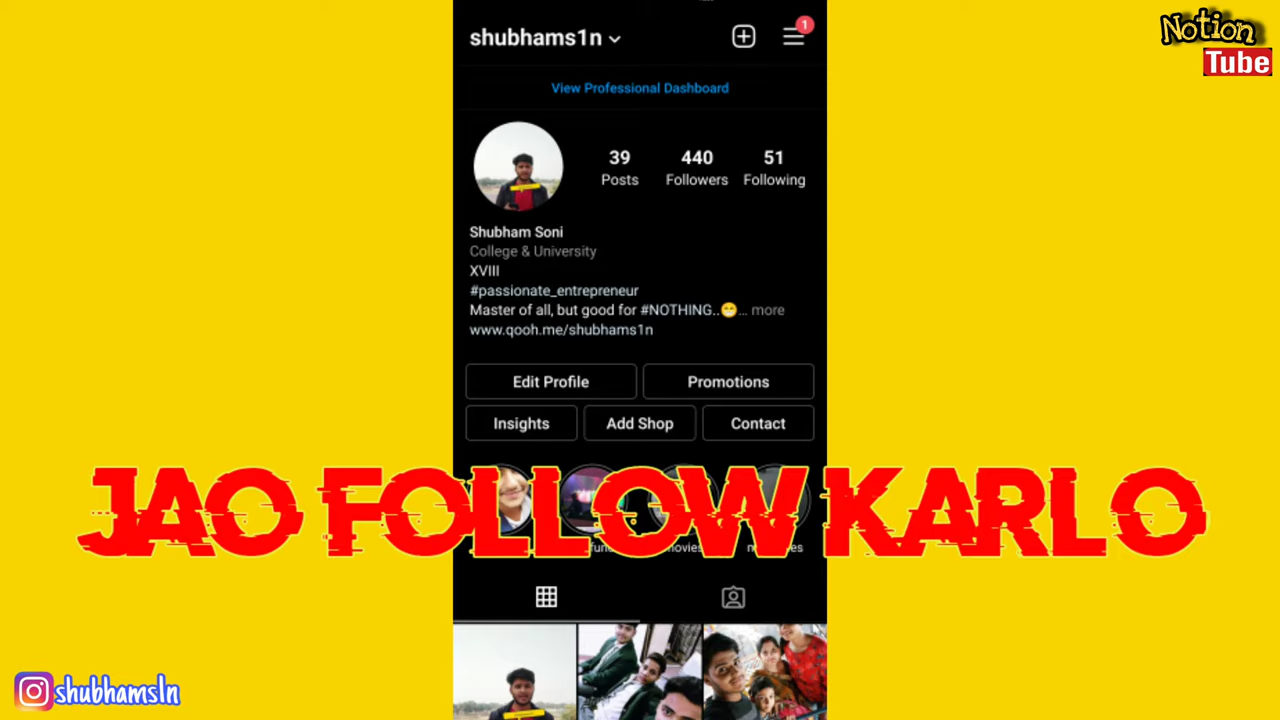 shubhams1n
1
Notion
Tube
View Professional Dashboard
39
440
51
Posts
Followers
Following
Shubham Soni
College & University
XVIII
#passionate_entrepreneur
Master of all, but good for #NOTHING..😁... more
www.qooh.me/shubhams1n
Edit Profile
Promotions
Insights
Add Shop
Contact
JAO FOLLOW KARLO
shubhams1n